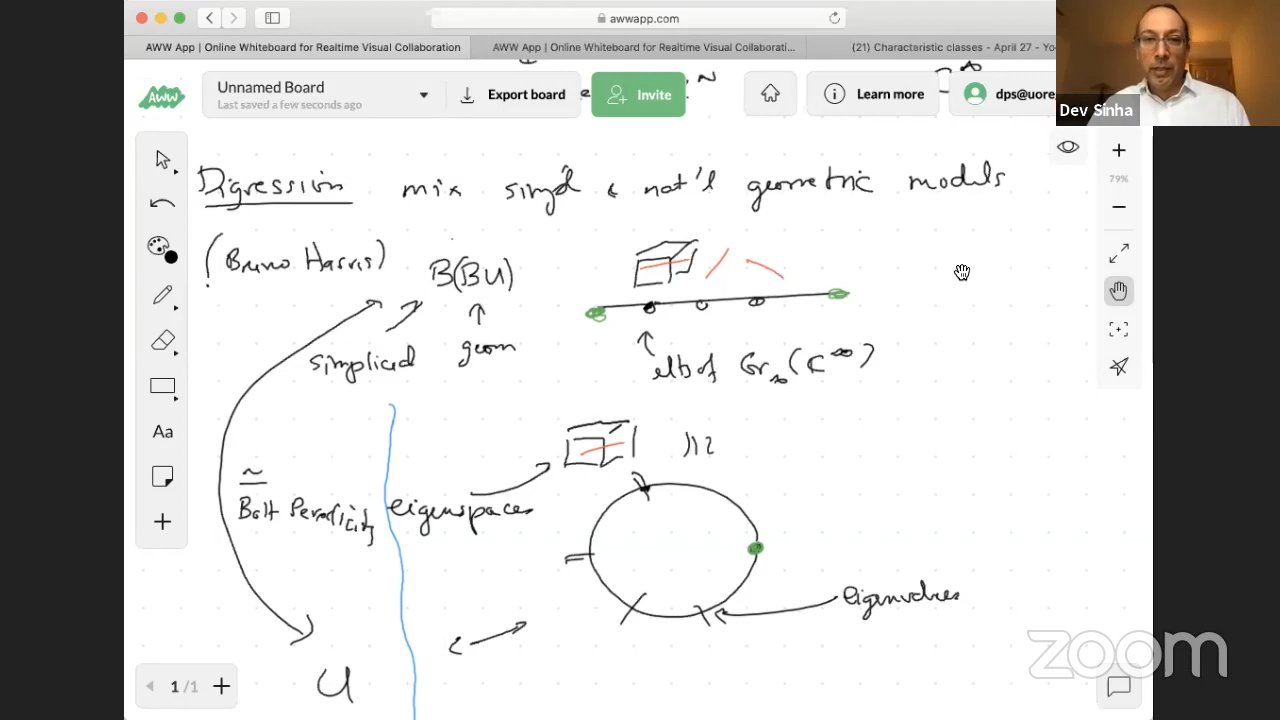 awwapp.com
AWW App | Online Whiteboard for Realtime Visual Collaboration
AWW App | Online Whiteboard for Realtime Visual Collaborati...
(21) Characteristic classes - April 27 - Yo
AWW
Unnamed Board
Last saved a few seconds ago
Export board
Invite
Learn more
dps@uore
Dev Sinha
79%
Digression mix simp'l & nat'l geometric models
(Bruno Harris)
B(BU)
simplicial
geom
elts of Gr (C^∞)
≃
Bott Periodicity
eigenspaces
eigenvalues
U
Aa
1 / 1
zoom